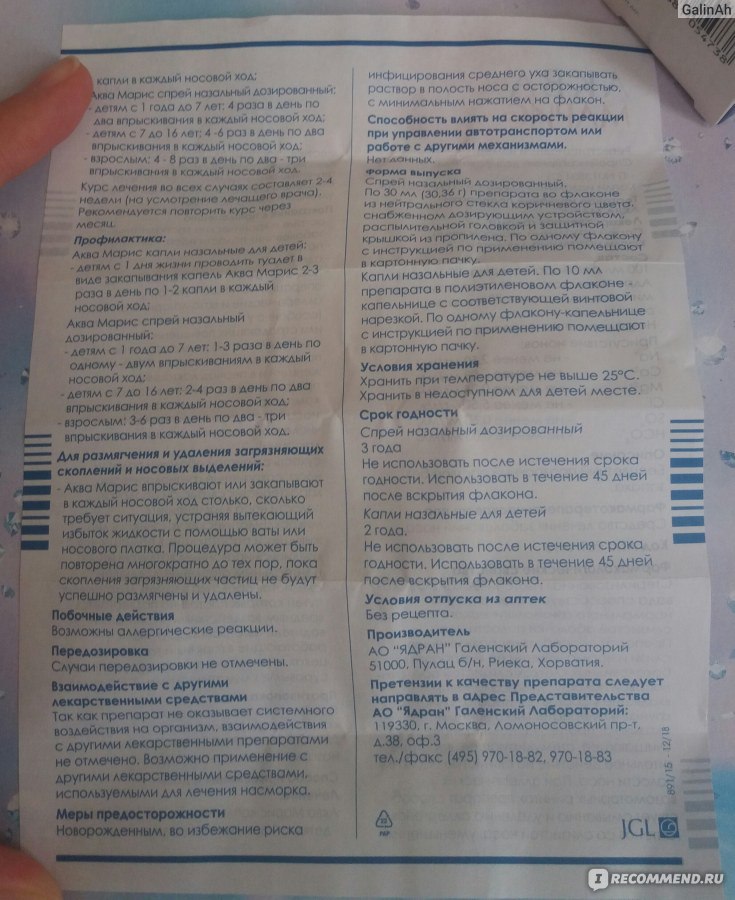 GalinAh
капли в каждый носовой ход;
Аква Марис спрей назальный дозированный:
- детям с 1 года до 7 лет: 4 раза в день по
два впрыскивания в каждый носовой ход;
- детям с 7 до 16 лет: 4-6 раз в день по два
впрыскивания в каждый носовой ход;
- взрослым: 4 - 8 раз в день по два - три
впрыскивания в каждый носовой ход.
Курс лечения во всех случаях составляет 2-4
недели (на усмотрение лечащего врача).
Рекомендуется повторить курс через
месяц.
Профилактика:
Аква Марис капли назальные для детей:
- детям с 1 дня жизни проводить туалет в
виде закапывания капель Аква Марис 2-3
раза в день по 1-2 капли в каждый
носовой ход;
Аква Марис спрей назальный
дозированный:
- детям с 1 года до 7 лет: 1-3 раза в день по
одному - двум впрыскиваниям в каждый
носовой ход;
- детям с 7 до 16 лет: 2-4 раз в день по два
впрыскивания в каждый носовой ход;
- взрослым: 3-6 раз в день по два - три
впрыскивания в каждый носовой ход.
Для размягчения и удаления загрязняющих
скоплений и носовых выделений:
- Аква Марис впрыскивают или закапывают
в каждый носовой ход столько, сколько
требует ситуация, устраняя вытекающий
избыток жидкости с помощью ваты или
носового платка. Процедура может быть
повторена многократно до тех пор, пока
скопления загрязняющих частиц не будут
успешно размягчены и удалены.
Побочные действия
Возможны аллергические реакции.
Передозировка
Случаи передозировки не отмечены.
Взаимодействие с другими
лекарственными средствами
Так как препарат не оказывает системного
воздействия на организм, взаимодействия
с другими лекарственными препаратами
не отмечено. Возможно применение с
другими лекарственными средствами,
используемыми для лечения насморка.
Меры предосторожности
Новорожденным, во избежание риска
инфицирования среднего уха закапывать
раствор в полость носа с осторожностью,
с минимальным нажатием на флакон.
Способность влиять на скорость реакции
при управлении автотранспортом или
работе с другими механизмами.
Нет данных.
Форма выпуска
Спрей назальный дозированный.
По 30 мл (30,36 г) препарата во флаконе
из нейтрального стекла коричневого цвета,
снабженном дозирующим устройством,
распылительной головкой и защитной
крышкой из пропилена. По одному флакону
с инструкцией по применению помещают
в картонную пачку.
Капли назальные для детей. По 10 мл
препарата в полиэтиленовом флаконе -
капельнице с соответствующей винтовой
нарезкой. По одному флакону-капельнице
с инструкцией по применению помещают
в картонную пачку.
Условия хранения
Хранить при температуре не выше 25°С.
Хранить в недоступном для детей месте.
Срок годности
Спрей назальный дозированный
3 года
Не использовать после истечения срока
годности. Использовать в течение 45 дней
после вскрытия флакона.
Капли назальные для детей
2 года.
Не использовать после истечения срока
годности. Использовать в течение 45 дней
после вскрытия флакона.
Условия отпуска из аптек
Без рецепта.
Производитель
АО "ЯДРАН" Галенский Лабораторий
51000, Пулац б/н, Риека, Хорватия.
Претензии к качеству препарата следует
направлять в адрес Представительства
АО "Ядран" Галенский Лабораторий:
119330, г. Москва, Ломоносовский пр-т,
д.38, оф.3
тел./факс (495) 970-18-82, 970-18-83
891/15 - 12/18
PAP
JGL
IRECOMMEND.RU